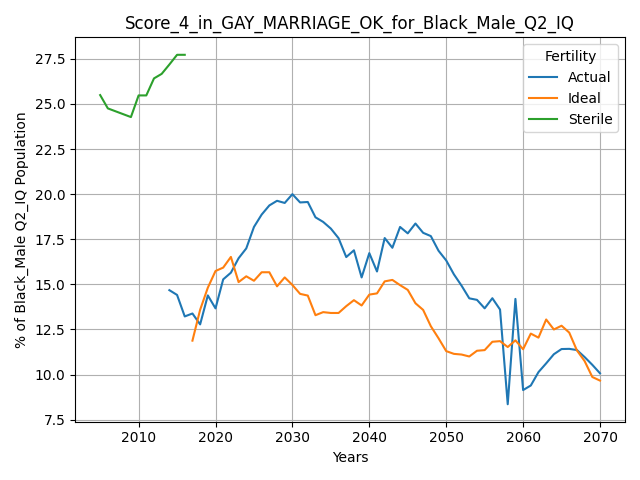 Score_4_in_GAY_MARRIAGE_OK_for_Black_Male_Q2_IQ
Fertility
Actual
Ideal
Sterile
% of Black_Male Q2_IQ Population
27.5
25.0
22.5
20.0
17.5
15.0
12.5
10.0
7.5
2010 2020 2030 2040 2050 2060 2070
Years